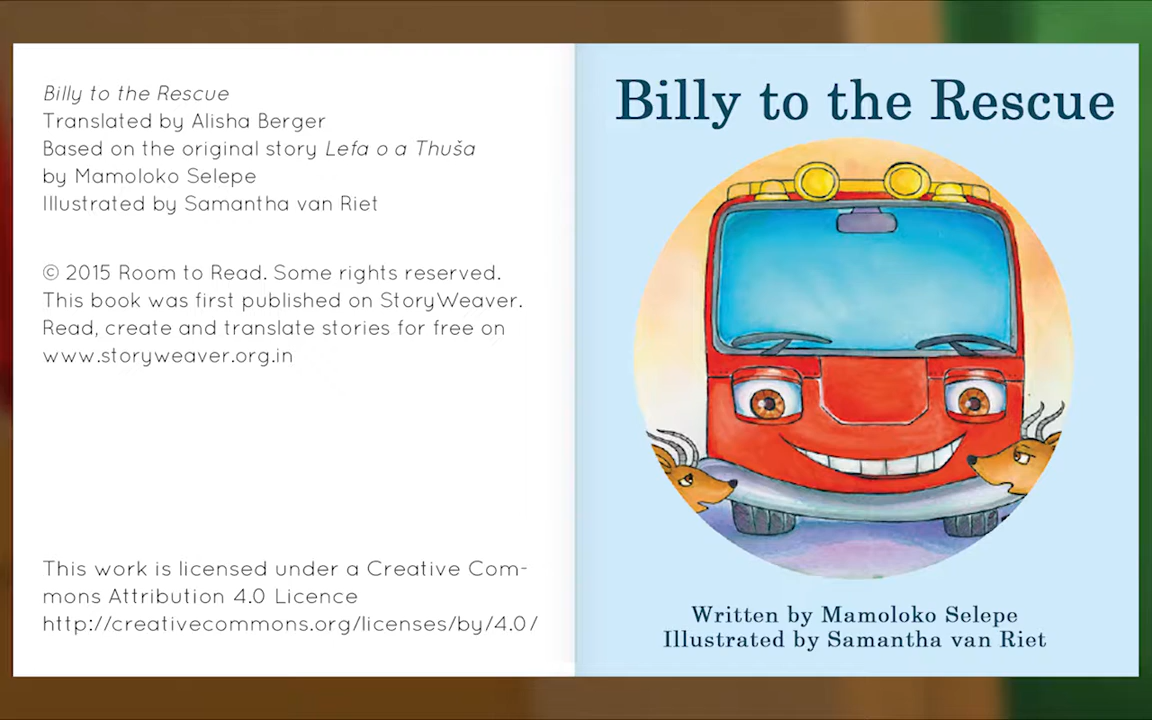 Billy to the Rescue
Translated by Alisha Berger
Based on the original story Lefa o a Thuša
by Mamoloko Selepe
Illustrated by Samantha van Riet
© 2015 Room to Read. Some rights reserved.
This book was first published on StoryWeaver.
Read, create and translate stories for free on
www.storyweaver.org.in
This work is licensed under a Creative Com-
mons Attribution 4.0 Licence
http://creativecommons.org/licenses/by/4.0/
Billy to the Rescue
Written by Mamoloko Selepe
Illustrated by Samantha van Riet